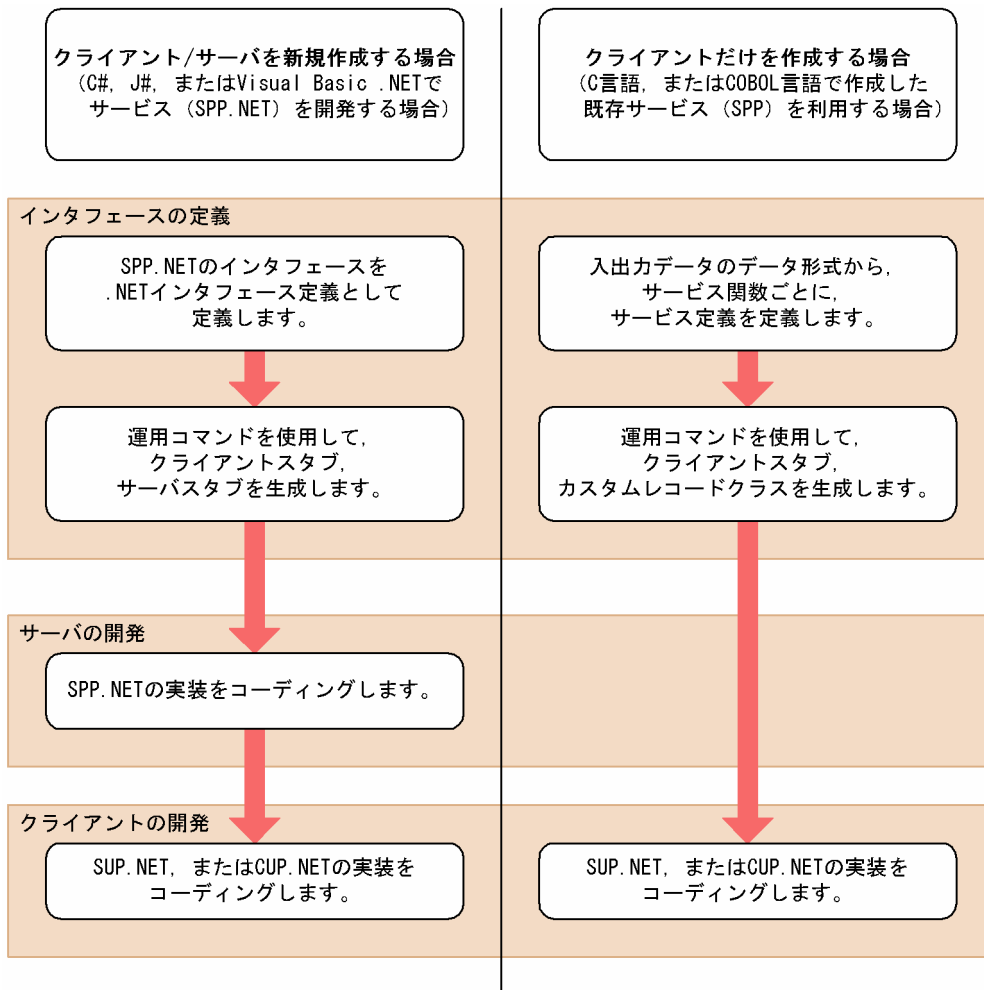 クライアント/サーバを新規作成する場合
(C#, J#, またはVisual Basic .NETで
サービス(SPP.NET)を開発する場合)
クライアントだけを作成する場合
(C言語, またはCOBOL言語で作成した
既存サービス(SPP)を利用する場合)
インタフェースの定義
SPP.NETのインタフェースを
.NETインタフェース定義として
定義します。
入出力データのデータ形式から,
サービス関数ごとに,
サービス定義を定義します。
運用コマンドを使用して,
クライアントスタブ,
サーバスタブを生成します。
運用コマンドを使用して,
クライアントスタブ,
カスタムレコードクラスを生成します。
サーバの開発
SPP.NETの実装をコーディングします。
クライアントの開発
SUP.NET, またはCUP.NETの実装を
コーディングします。
SUP.NET, またはCUP.NETの実装を
コーディングします。